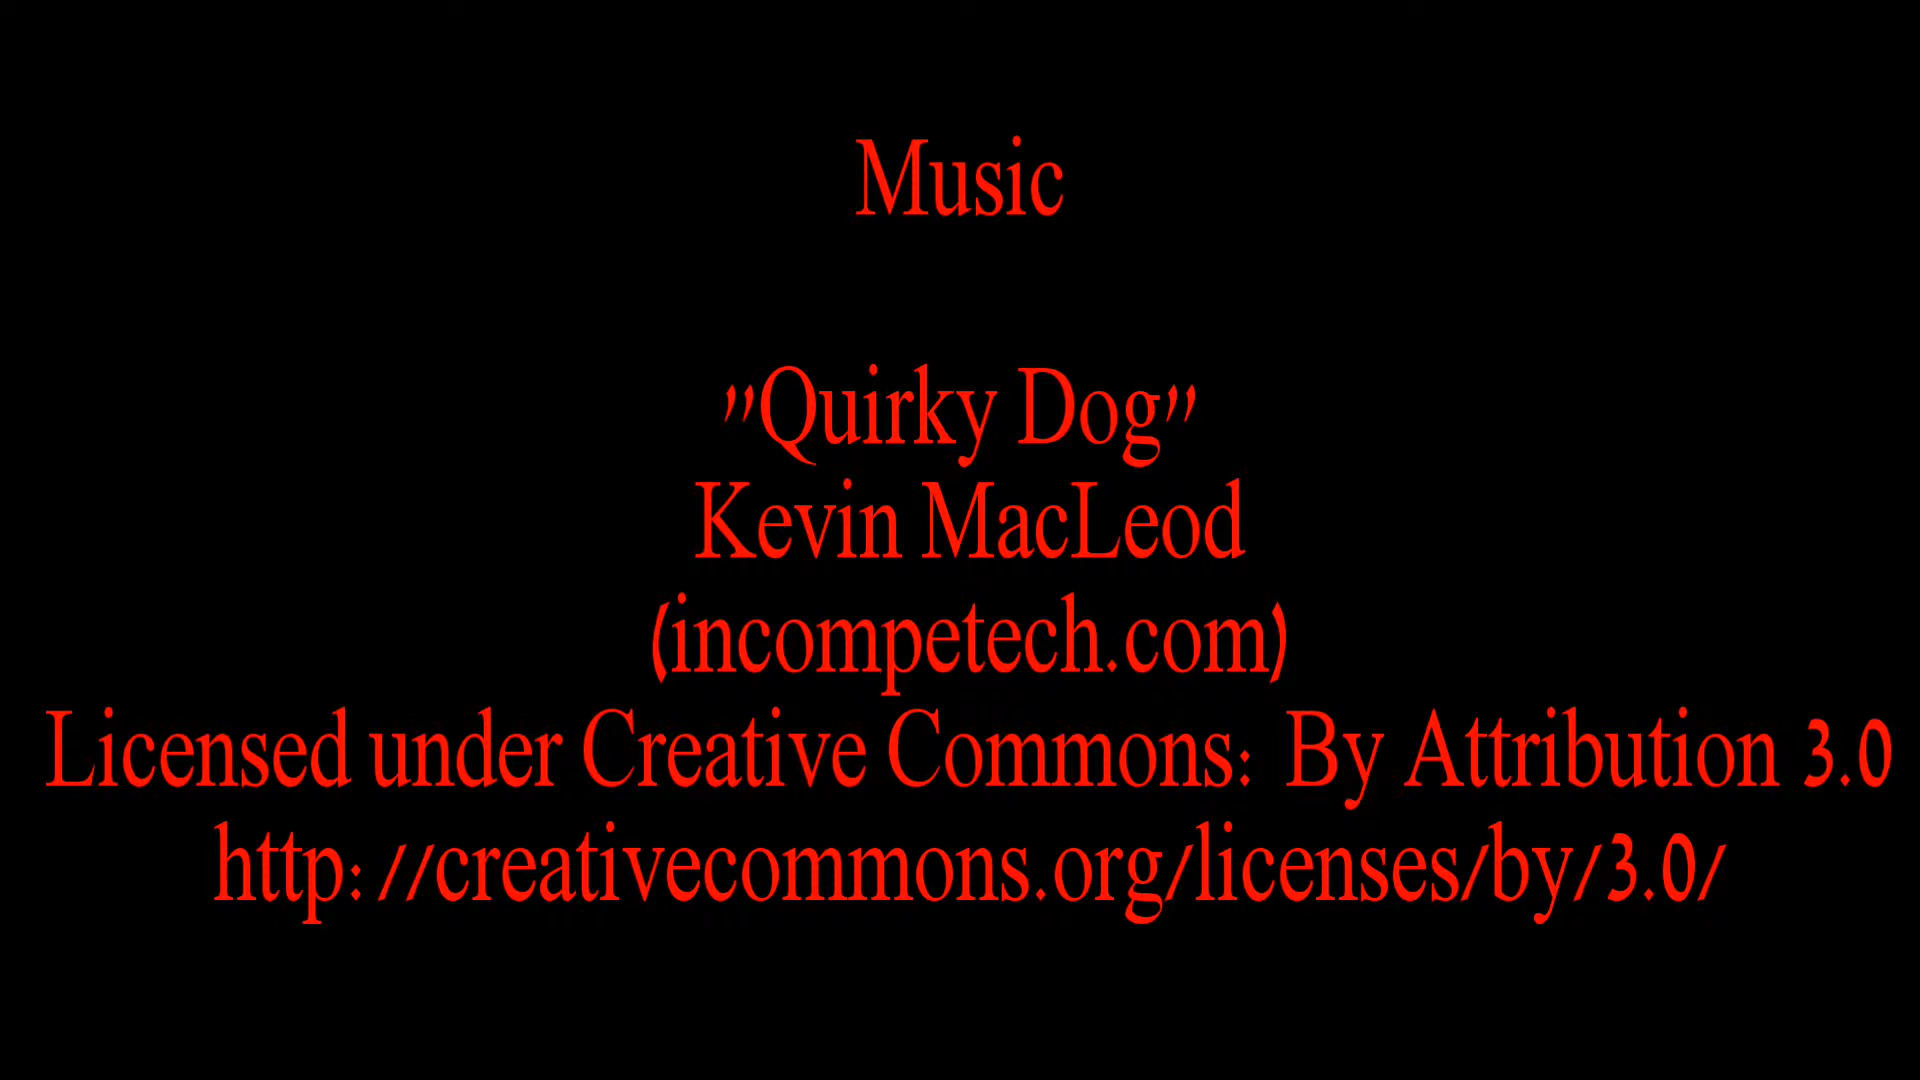 Music
"Quirky Dog"
Kevin MacLeod
(incompetech.com)
Licensed under Creative Commons: By Attribution 3.0
http://creativecommons.org/licenses/by/3.0/